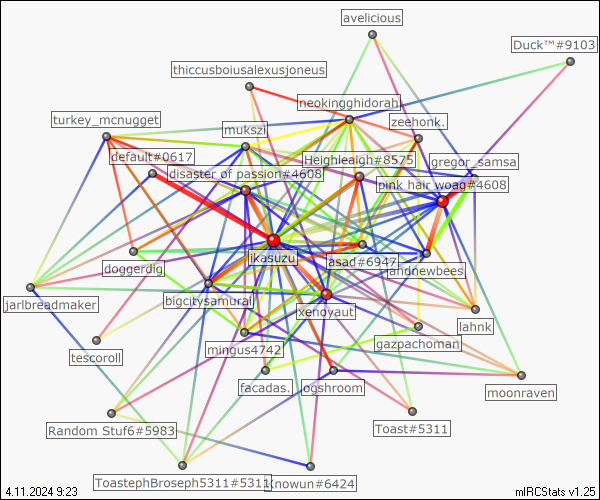 avelicious
Duck™#9103
thiccusboiusalexusjoneus
neokingghidorah
turkey_mcnugget
zeehonk.
mukszi
default#0617
Heighleaigh#8575
gregor_samsa
disaster of passion#4608
pink hair woag#4608
ikasuzu
asad#6947
andnewbees
doggerdig
bigcitysamurai
jarlbreadmaker
xenoyaut
lahnk
tescoroll
mingus4742
gazpachoman
facadas.
ogshroom
moonraven
Random Stuf6#5983
Toast#5311
ToastephBroseph5311#5311
Knowun#6424
4.11.2024 9:23
mIRCStats v1.25